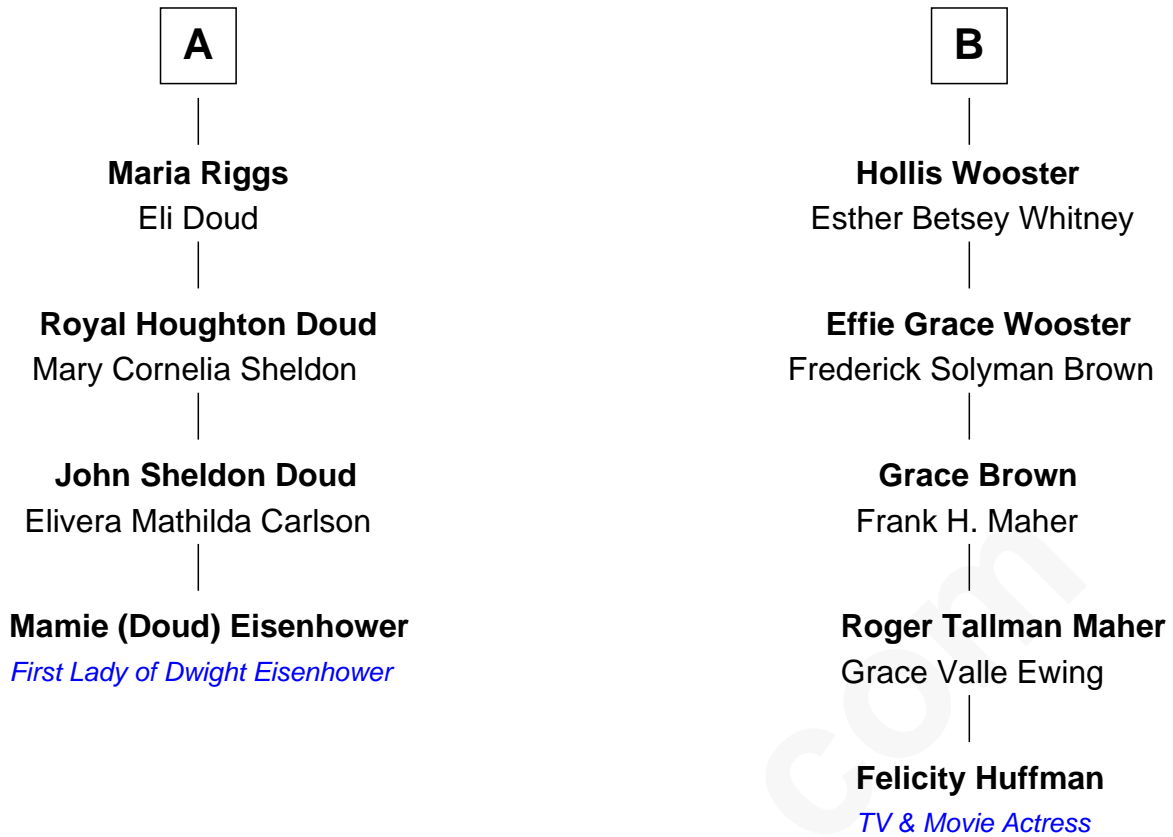 A
Maria Riggs
Eli Doud
Royal Houghton Doud
Mary Cornelia Sheldon
John Sheldon Doud
Elivera Mathilda Carlson
Mamie (Doud) Eisenhower
First Lady of Dwight Eisenhower
B
Hollis Wooster
Esther Betsey Whitney
Effie Grace Wooster
Frederick Solyman Brown
Grace Brown
Frank H. Maher
Roger Tallman Maher
Grace Valle Ewing
Felicity Huffman
TV & Movie Actress
com